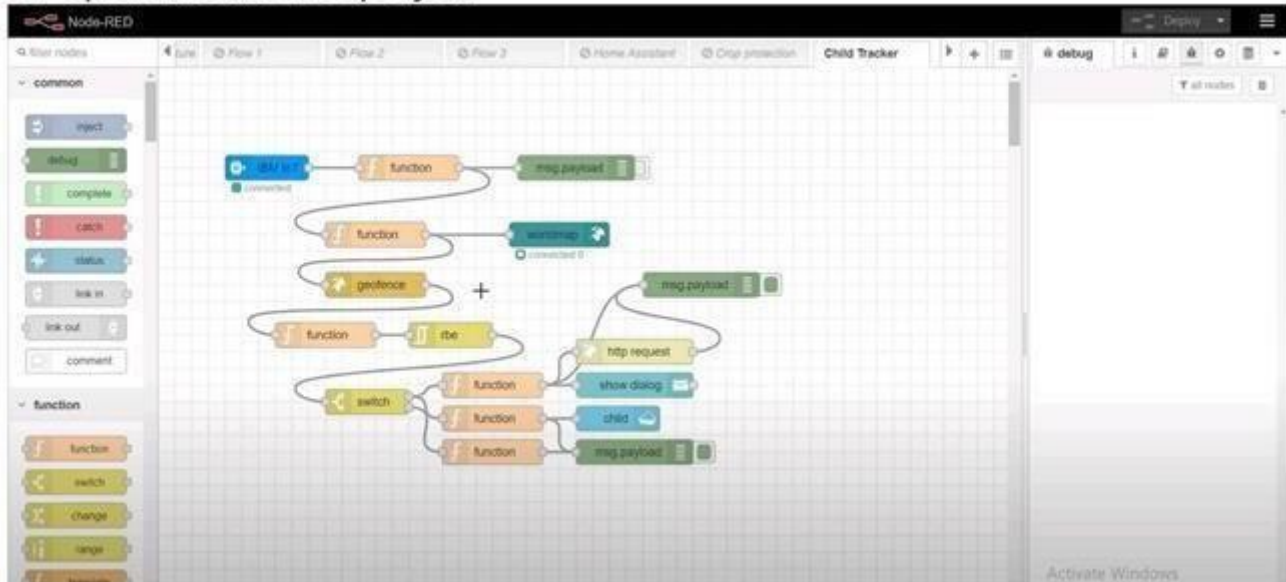 Node-RED
Deploy
filter nodes
Flow 1
Flow 2
Flow 3
Home Assistant
Crop protection
Child Tracker
debug
i
all nodes
common
inject
debug
complete
catch
status
link in
link out
comment
function
function
switch
change
range
function
msg.payload
connected
function
worldmap
connected 0
geofence
msg.payload
function
rbe
http request
switch
function
show dialog
function
child
function
msg.payload
Activate Windows